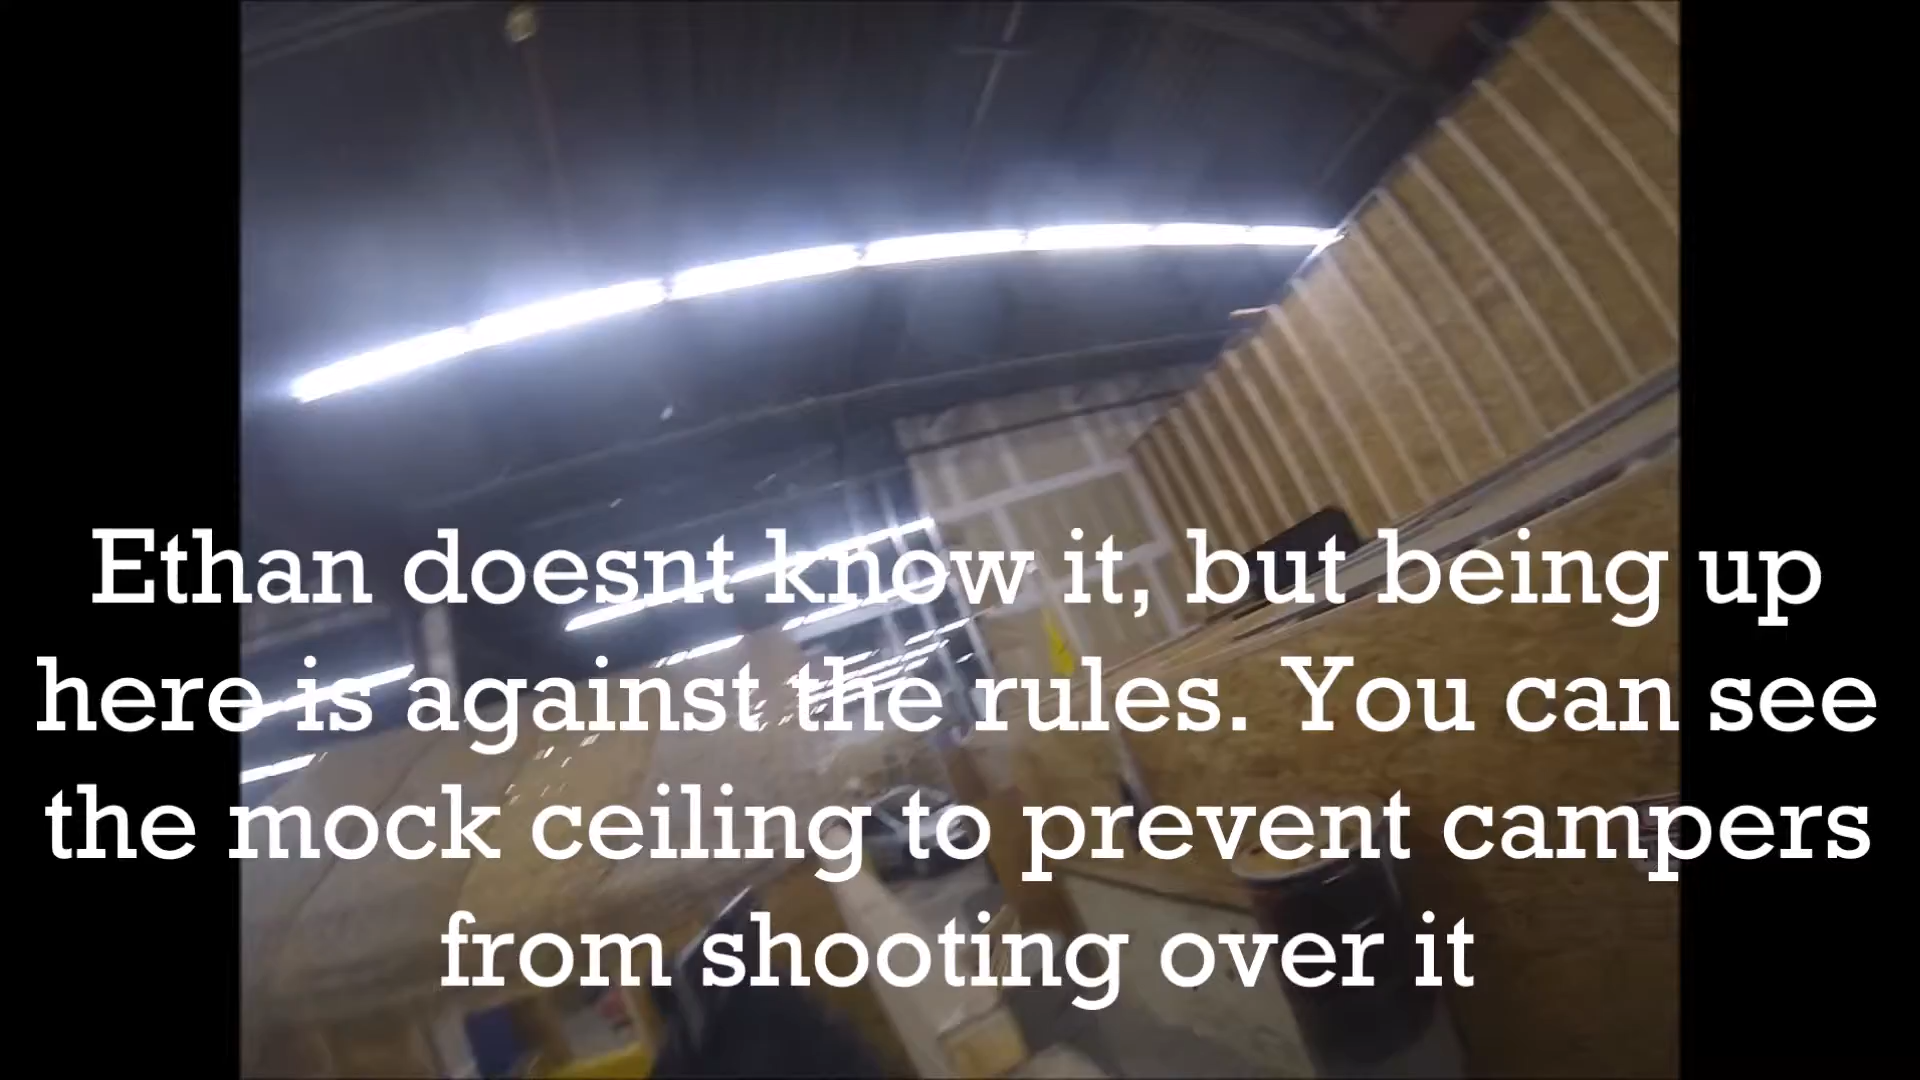 Ethan doesnt know it, but being up
here is against the rules. You can see
the mock ceiling to prevent campers
from shooting over it